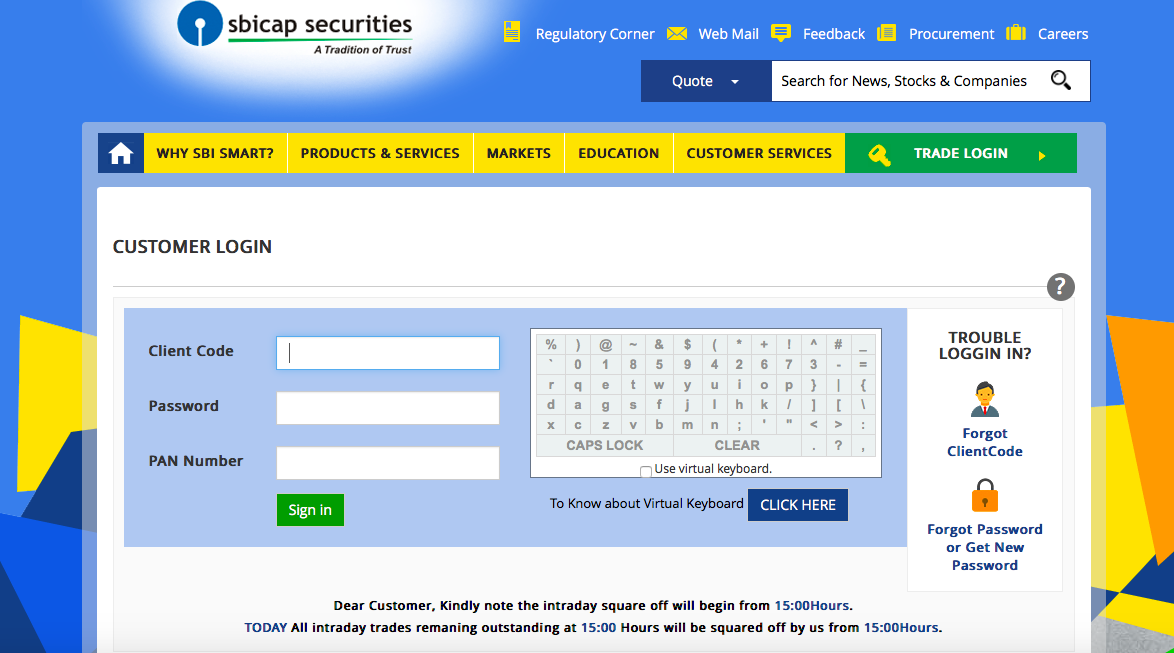 sbicap securities
A Tradition of Trust
Regulatory Corner Web Mail Feedback Procurement Careers
Quote Search for News, Stocks & Companies
WHY SBI SMART? PRODUCTS & SERVICES MARKETS EDUCATION CUSTOMER SERVICES TRADE LOGIN
CUSTOMER LOGIN
?
Client Code
Password
PAN Number
Sign in
% ) @ ~ & $ ( * + ! ^ # _
` 0 1 8 5 9 4 2 6 7 3 - =
r q e t w y u i o p } | {
d a g s f j l h k / ] [ \
x c z v b m n ; ' " < > :
CAPS LOCK CLEAR . ? ,
Use virtual keyboard.
To Know about Virtual Keyboard CLICK HERE
TROUBLE
LOGGIN IN?
Forgot
ClientCode
Forgot Password
or Get New
Password
Dear Customer, Kindly note the intraday square off will begin from 15:00Hours.
TODAY All intraday trades remaning outstanding at 15:00 Hours will be squared off by us from 15:00Hours.